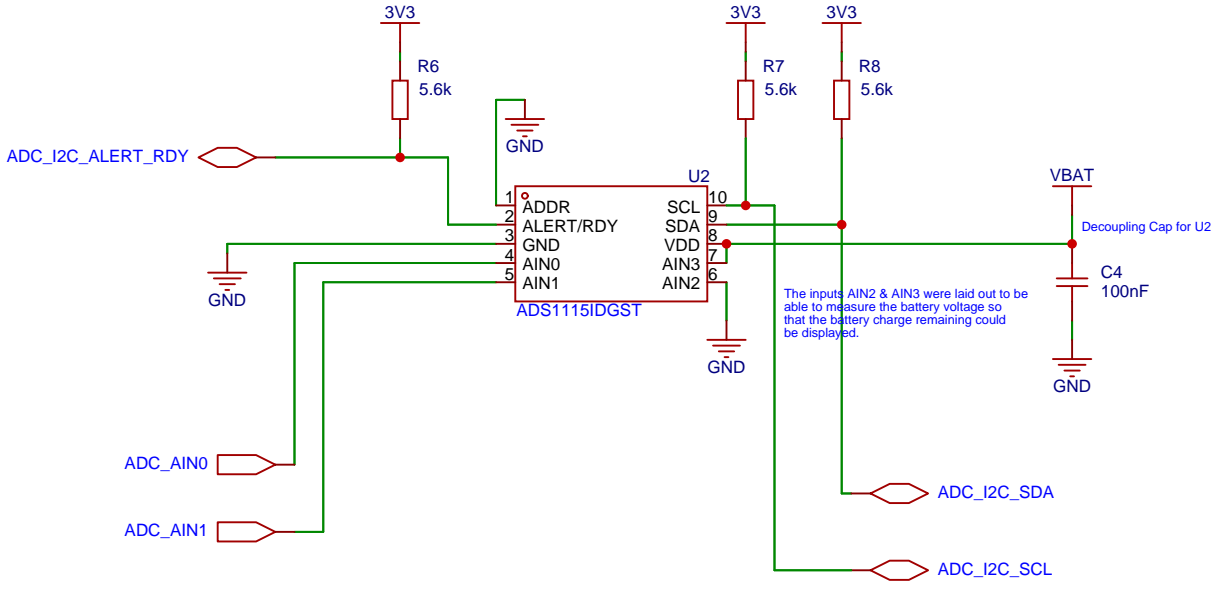 3V3
3V3
3V3
R6
5.6k
R7
5.6k
R8
5.6k
GND
ADC_I2C_ALERT_RDY
U2
VBAT
1
ADDR
2
ALERT/RDY
3
GND
4
AIN0
5
AIN1
10
SCL
9
SDA
8
VDD
7
AIN3
6
AIN2
ADS1115IDGST
Decoupling Cap for U2
C4
100nF
GND
The inputs AIN2 & AIN3 were laid out to be
able to measure the battery voltage so
that the battery charge remaining could
be displayed.
GND
GND
ADC_AIN0
ADC_I2C_SDA
ADC_AIN1
ADC_I2C_SCL